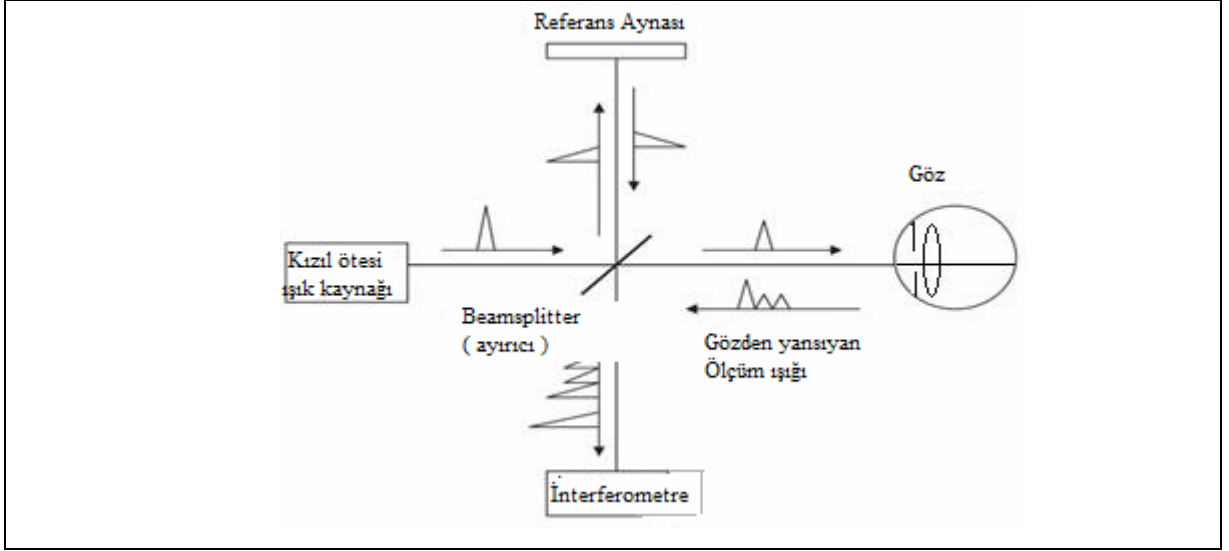 Referans Aynası
Göz
Kızıl ötesi
ışık kaynağı
Beamsplitter
( ayırıcı )
Gözden yansıyan
Ölçüm ışığı
İnterferometre